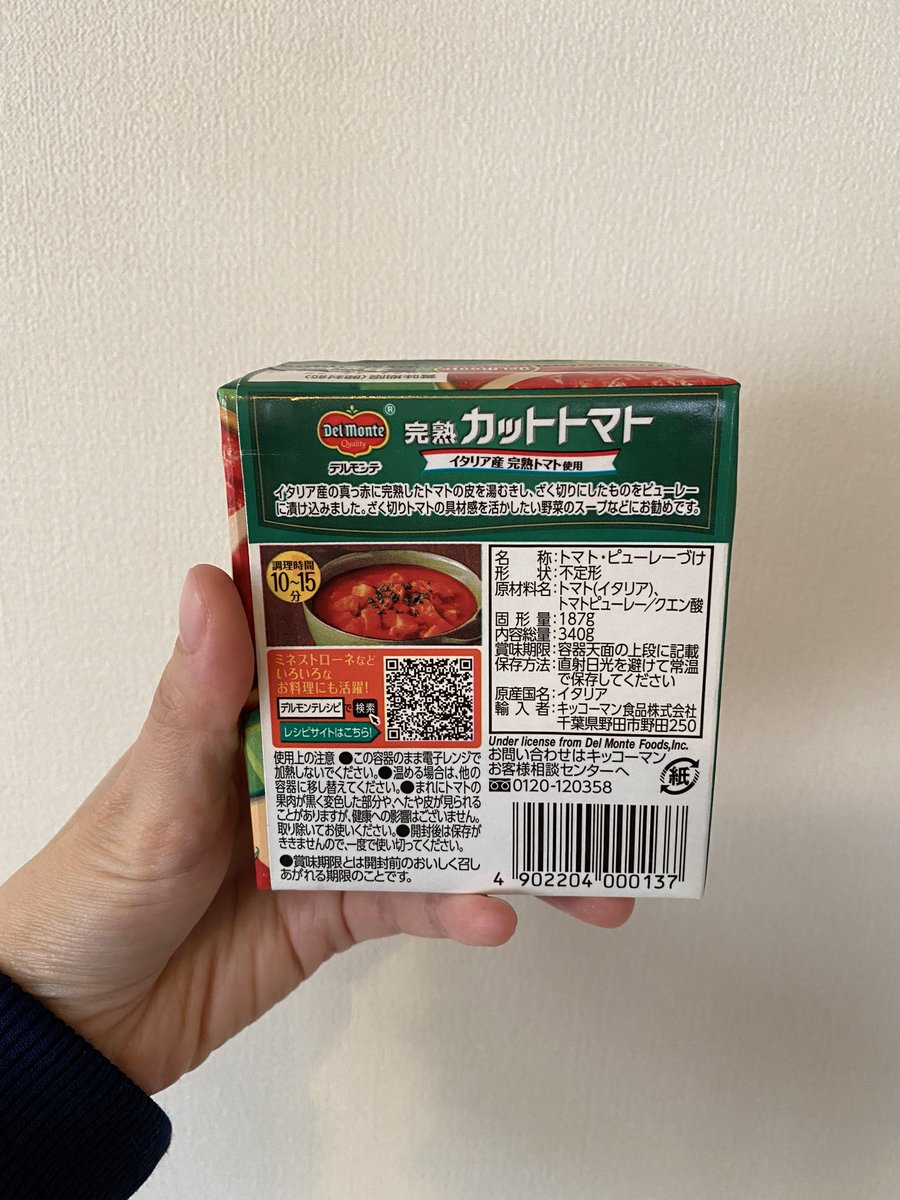 賞味期限(開封前)
Del Monte
Del Monte
®
Quality
デルモンテ
完熟 カットトマト
イタリア産 完熟トマト使用
イタリア産の真っ赤に完熟したトマトの皮を湯むきし、ざく切りにしたものをピューレー
に漬け込みました。ざく切りトマトの具材感を活かしたい野菜のスープなどにお勧めです。
調理時間
10~15
分
ミネストローネなど
いろいろな
お料理にも活躍!
デルモンテレシピで検索
レシピサイトはこちら!
使用上の注意 ●この容器のまま電子レンジで
加熱しないでください。●温める場合は、他の
容器に移し替えてください。●まれにトマトの
果肉が黒く変色した部分や、へたや皮が見られる
ことがありますが、健康への影響はございません。
取り除いてお使いください。●開封後は保存が
ききませんので、一度で使い切ってください。
●賞味期限とは開封前のおいしく召し
あがれる期限のことです。
名称:トマト・ピューレーづけ
形状:不定形
原材料名:トマト(イタリア)、
トマトピューレー/クエン酸
固形量:187g
内容総量:340g
賞味期限:容器天面の上段に記載
保存方法:直射日光を避けて常温
で保存してください
原産国名:イタリア
輸入者:キッコーマン食品株式会社
千葉県野田市野田250
Under license from Del Monte Foods,Inc.
お問い合わせはキッコーマン
お客様相談センターへ
0120-120358
紙
4 902204 000137